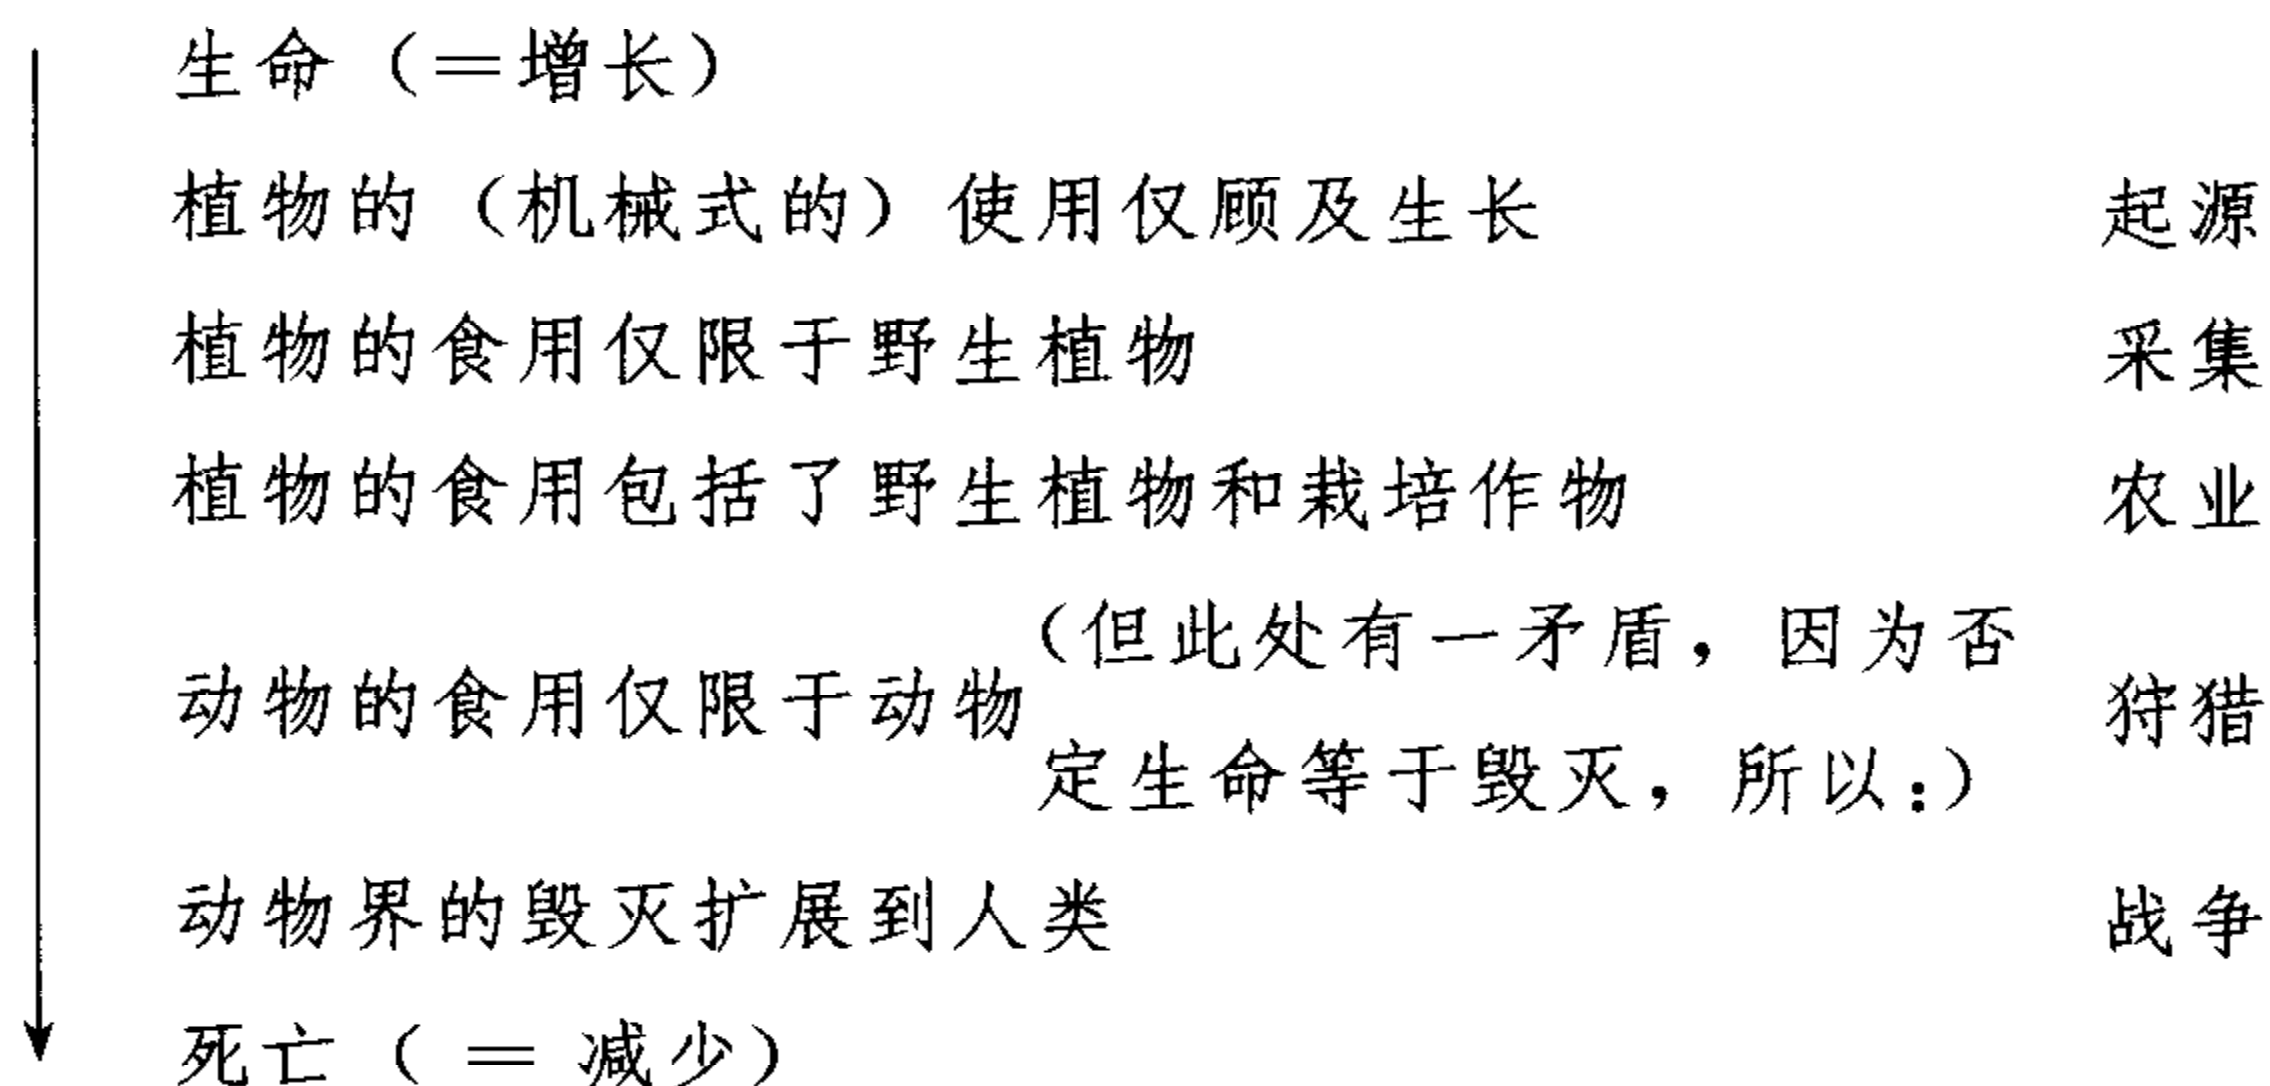 生命（＝增长）
植物的（机械式的）使用仅顾及生长 起源
植物的食用仅限于野生植物 采集
植物的食用包括了野生植物和栽培作物 农业
（但此处有一矛盾，因为否
动物的食用仅限于动物 狩猎
定生命等于毁灭，所以：）
动物界的毁灭扩展到人类 战争
死亡（＝减少）